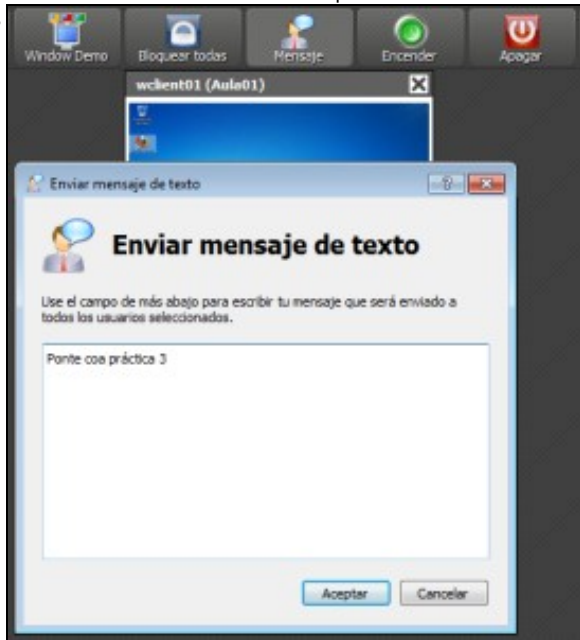 Window Demo
Bloquear todas
Mensaje
Encender
Apagar
wclient01 (Aula01)
Enviar mensaje de texto
Enviar mensaje de texto
Use el campo de más abajo para escribir tu mensaje que será enviado a
todos los usuarios seleccionados.
Ponte coa práctica 3
Aceptar
Cancelar